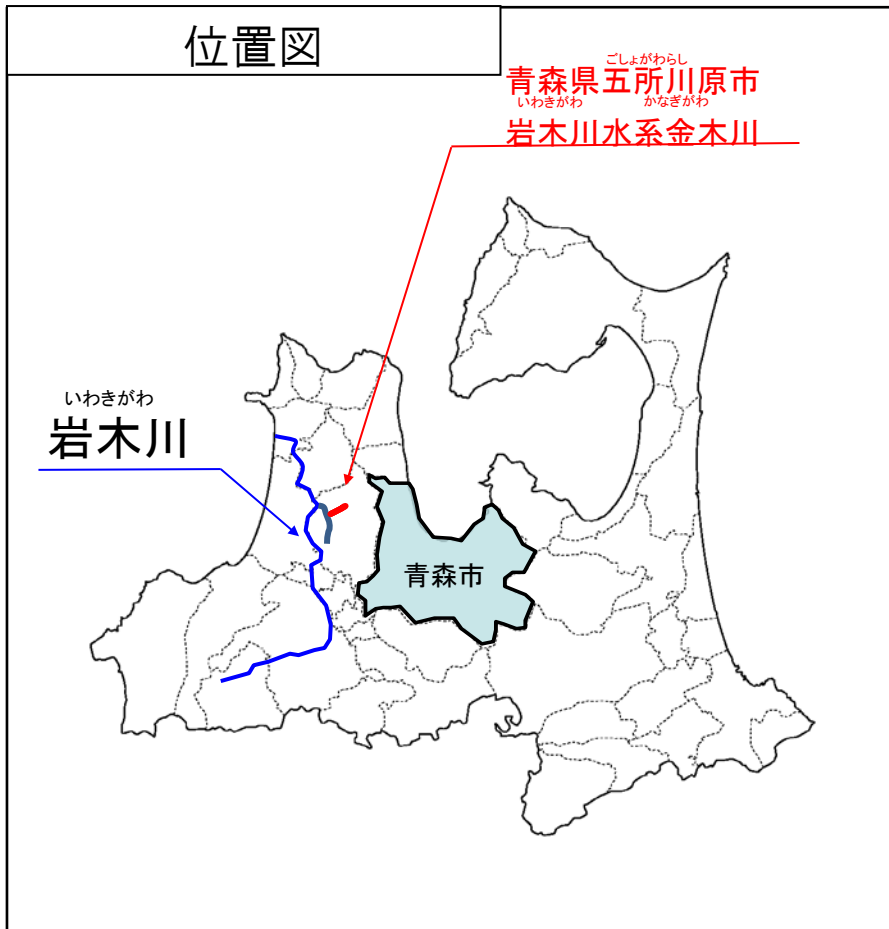 位置図
ごしょがわらし
青森県五所川原市
いわきがわ かなぎがわ
岩木川水系金木川
いわきがわ
岩木川
青森市